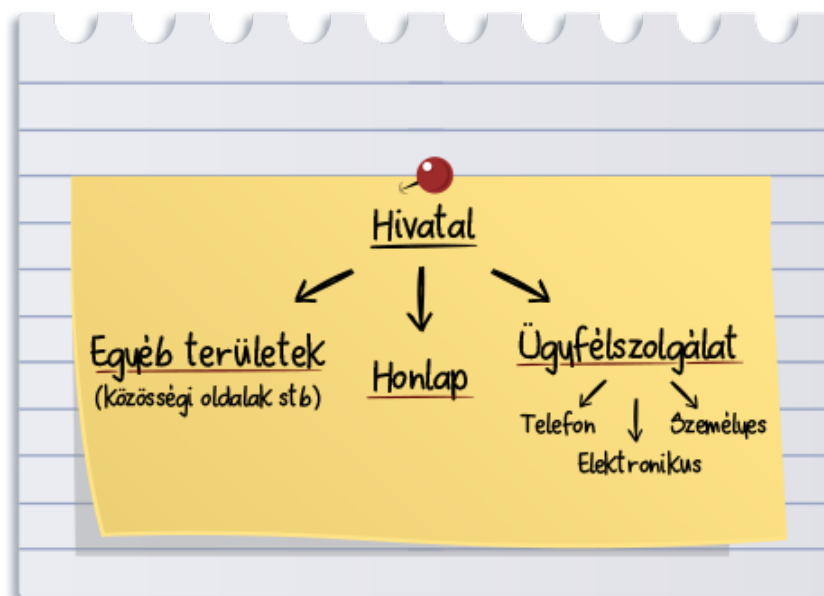 Hivatal
Egyéb területek
(közösségi oldalak stb)
Honlap
Ügyfélszolgálat
Telefon
Elektronikus
Személyes